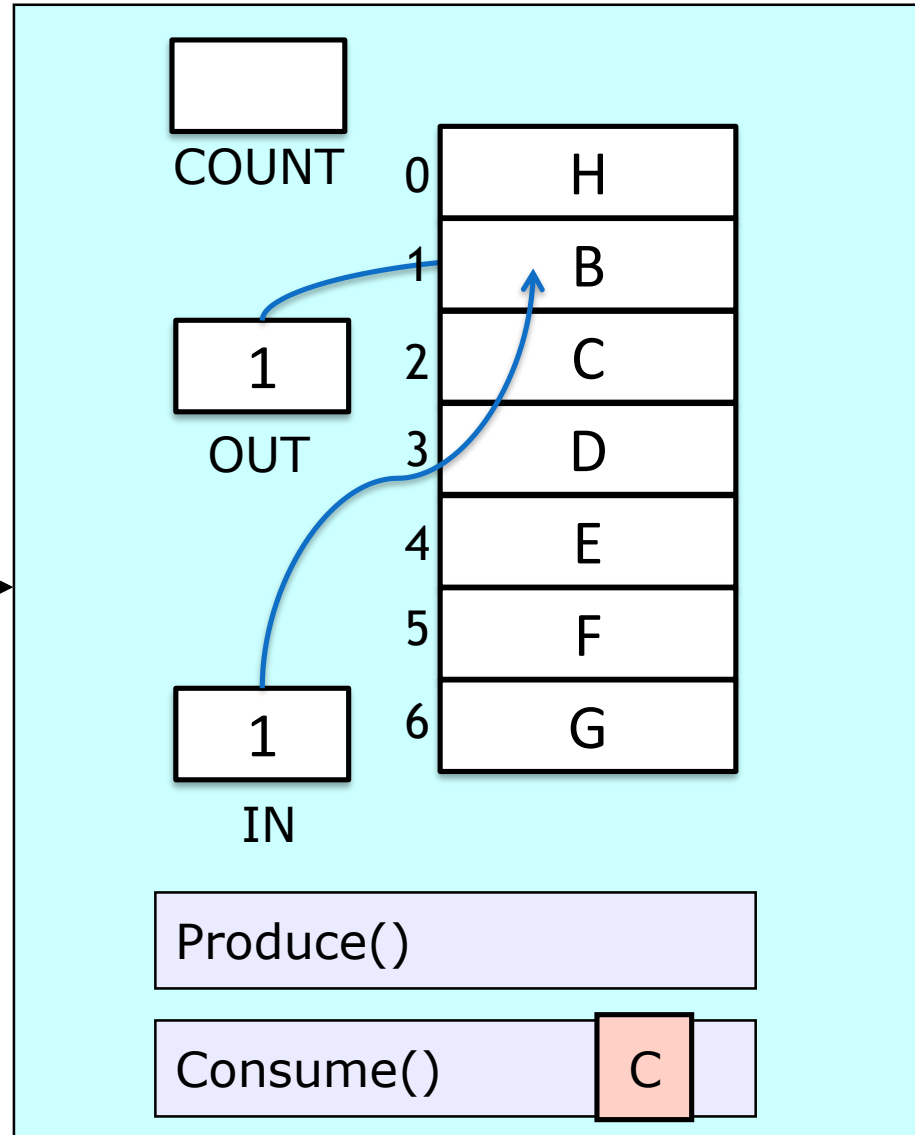 COUNT
0 H
1 B
1
2 C
OUT
3 D
4 E
5 F
1
6 G
IN
Produce()
Consume() C